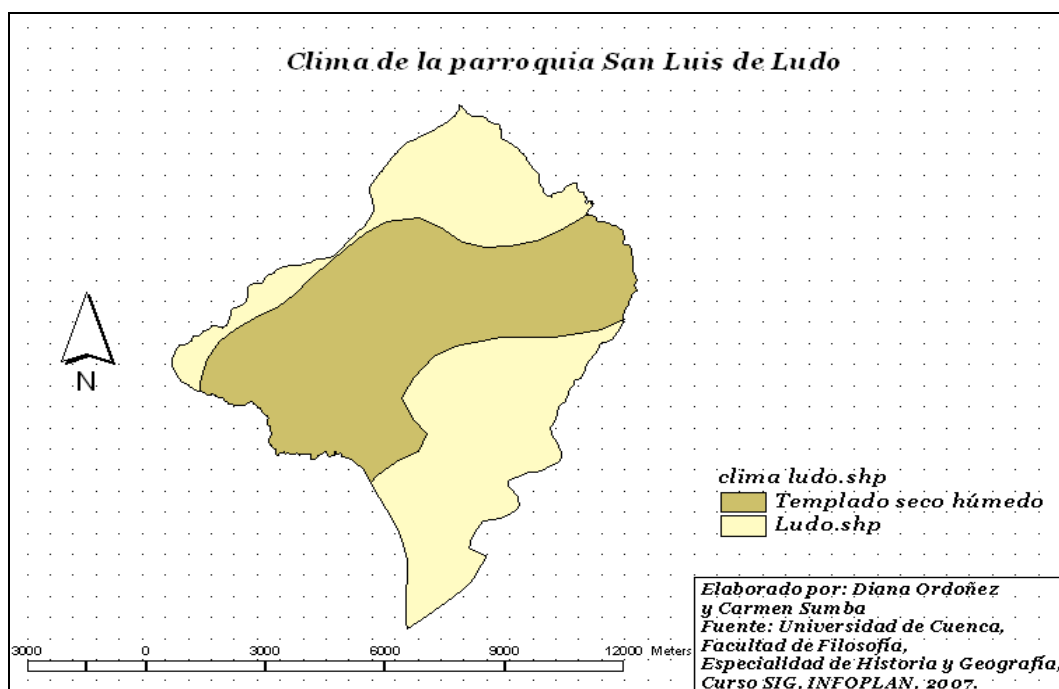 Clima de la parroquia San Luis de Ludo
N
clima ludo.shp
Templado seco húmedo
Ludo.shp
3000 0 3000 6000 9000 12000 Meters
Elaborado por: Diana Ordoñez
y Carmen Sumba
Fuente: Universidad de Cuenca,
Facultad de Filosofía,
Especialidad de Historia y Geografía,
Curso SIG, INFOPLAN, 2007.